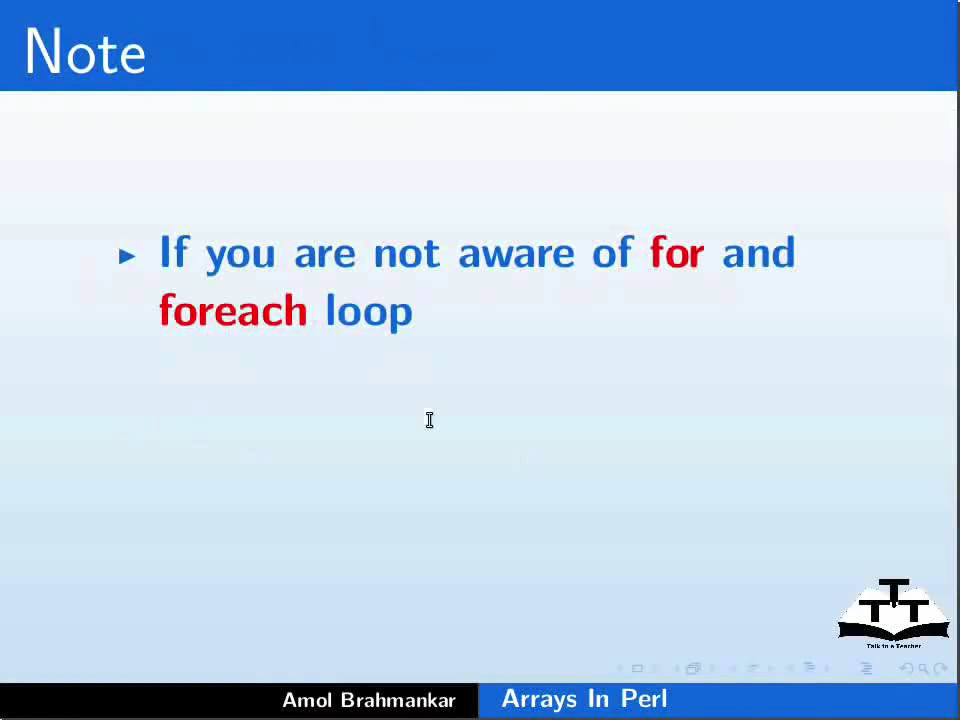 Note
If you are not aware of for and
foreach loop
T
T T
Talk to a Teacher
Amol Brahmankar
Arrays In Perl